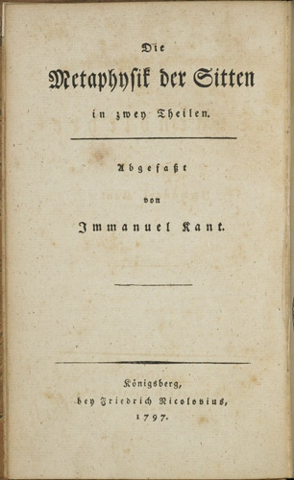 Die
Metaphysik der Sitten
in zwey Theilen.
Abgefaßt
von
Immanuel Kant.
Königsberg,
bey Friedrich Nicolovius,
1797.